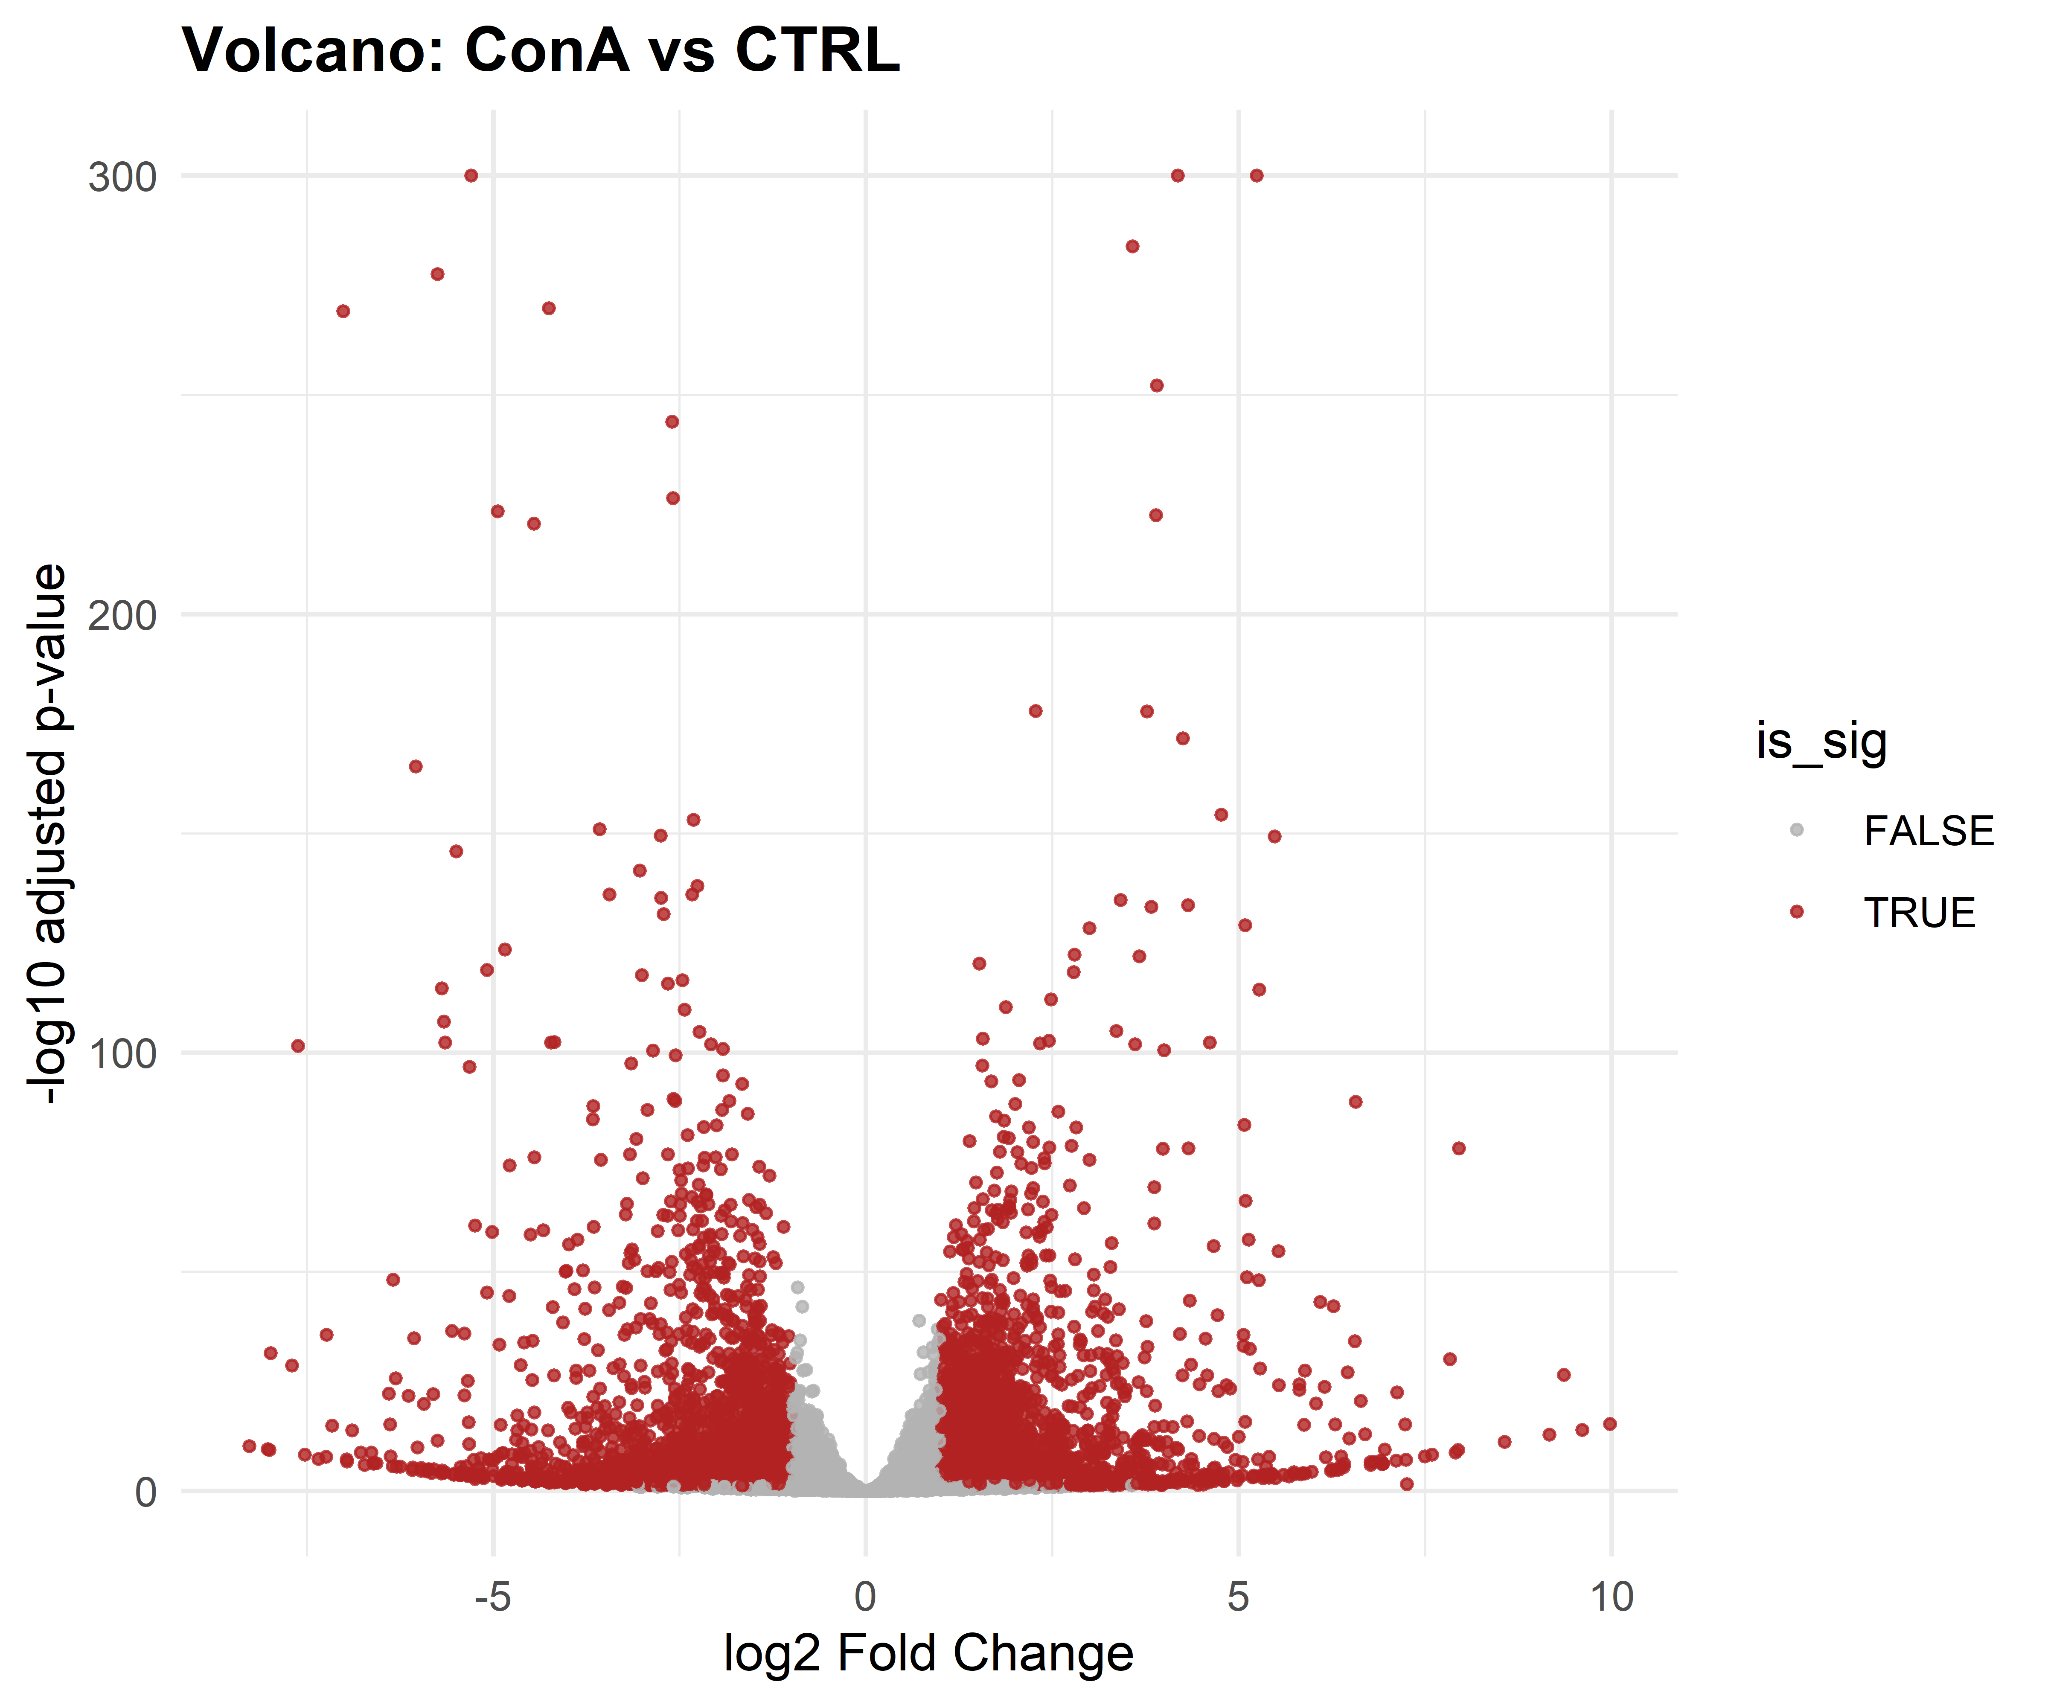 Volcano: ConA vs CTRL
300
200
100
0
-log10 adjusted p-value
-5
0
5
10
log2 Fold Change
is_sig
FALSE
TRUE